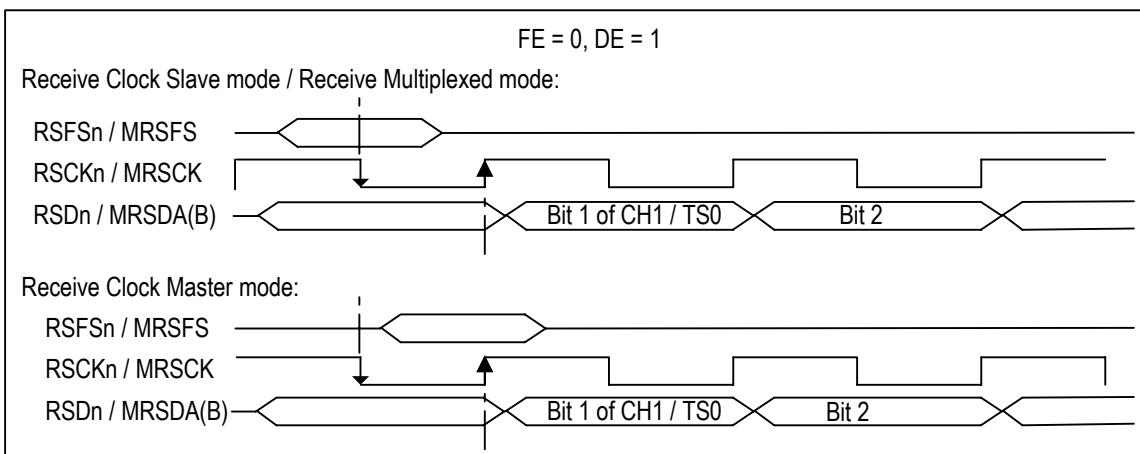 FE = 0, DE = 1
Receive Clock Slave mode / Receive Multiplexed mode:
RSFSn / MRSFS
RSCKn / MRSCK
RSDn / MRSDA(B)
Bit 1 of CH1 / TS0
Bit 2
Receive Clock Master mode:
RSFSn / MRSFS
RSCKn / MRSCK
RSDn / MRSDA(B)
Bit 1 of CH1 / TS0
Bit 2